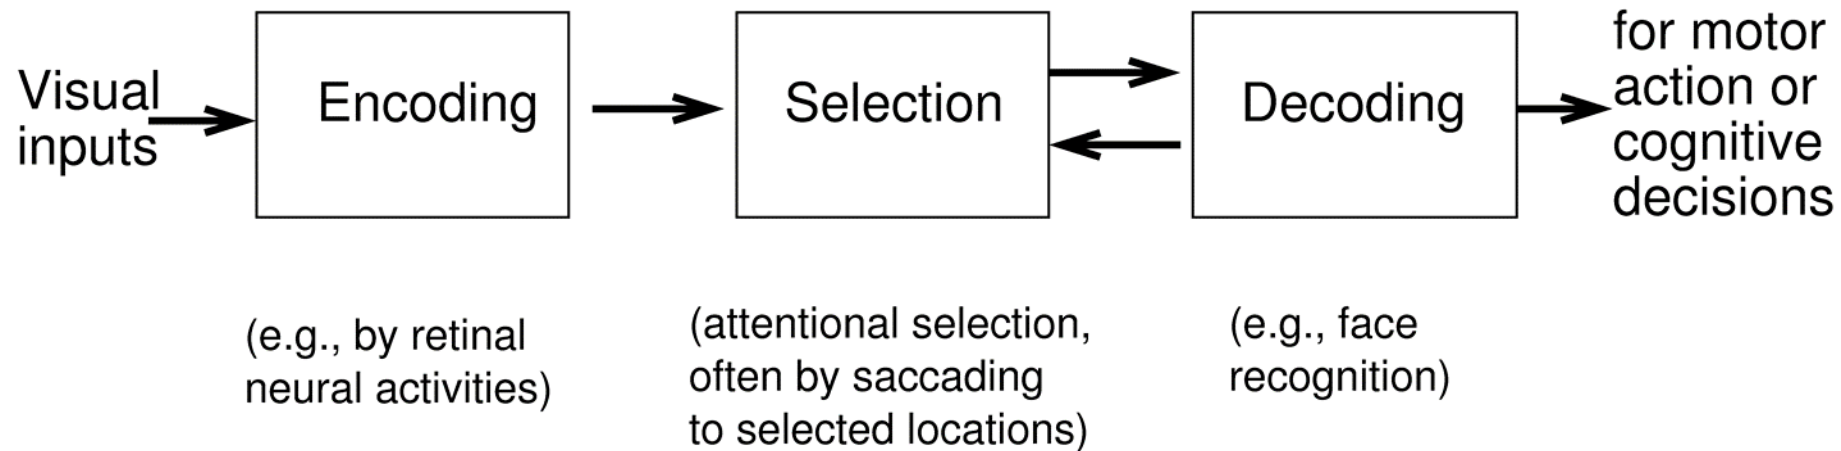 Visual
inputs
Encoding
Selection
Decoding
for motor
action or
cognitive
decisions
(e.g., by retinal
neural activities)
(attentional selection,
often by saccading
to selected locations)
(e.g., face
recognition)